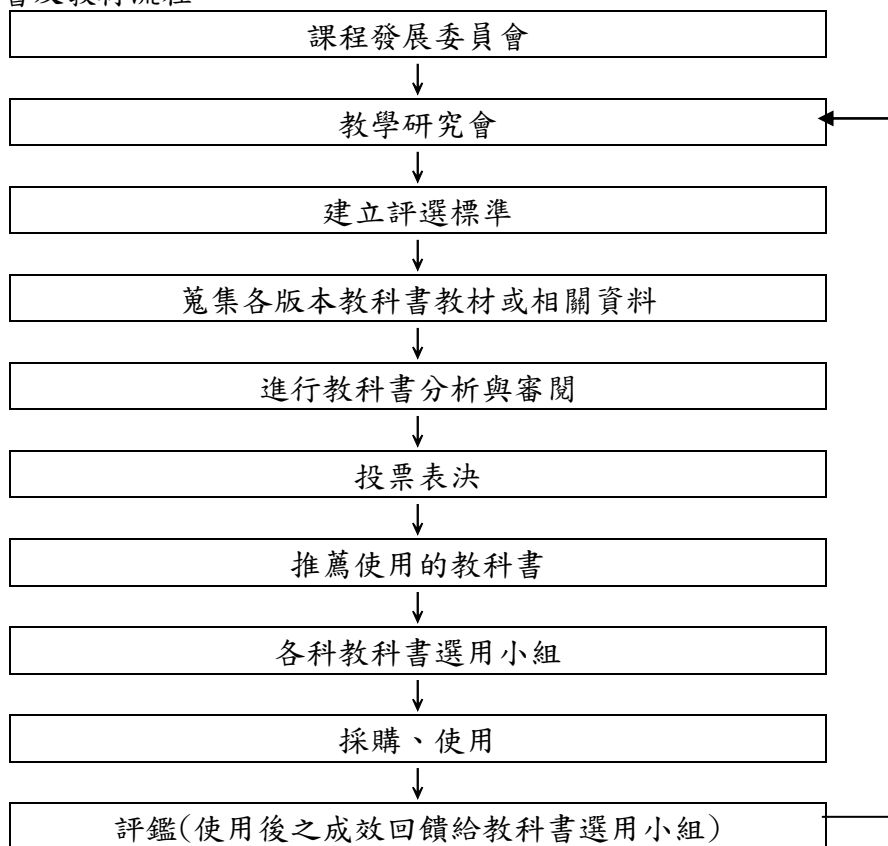 課程發展委員會
教學研究會
建立評選標準
蒐集各版本教科書教材或相關資料
進行教科書分析與審閱
投票表決
推薦使用的教科書
各科教科書選用小組
採購、使用
評鑑(使用後之成效回饋給教科書選用小組)